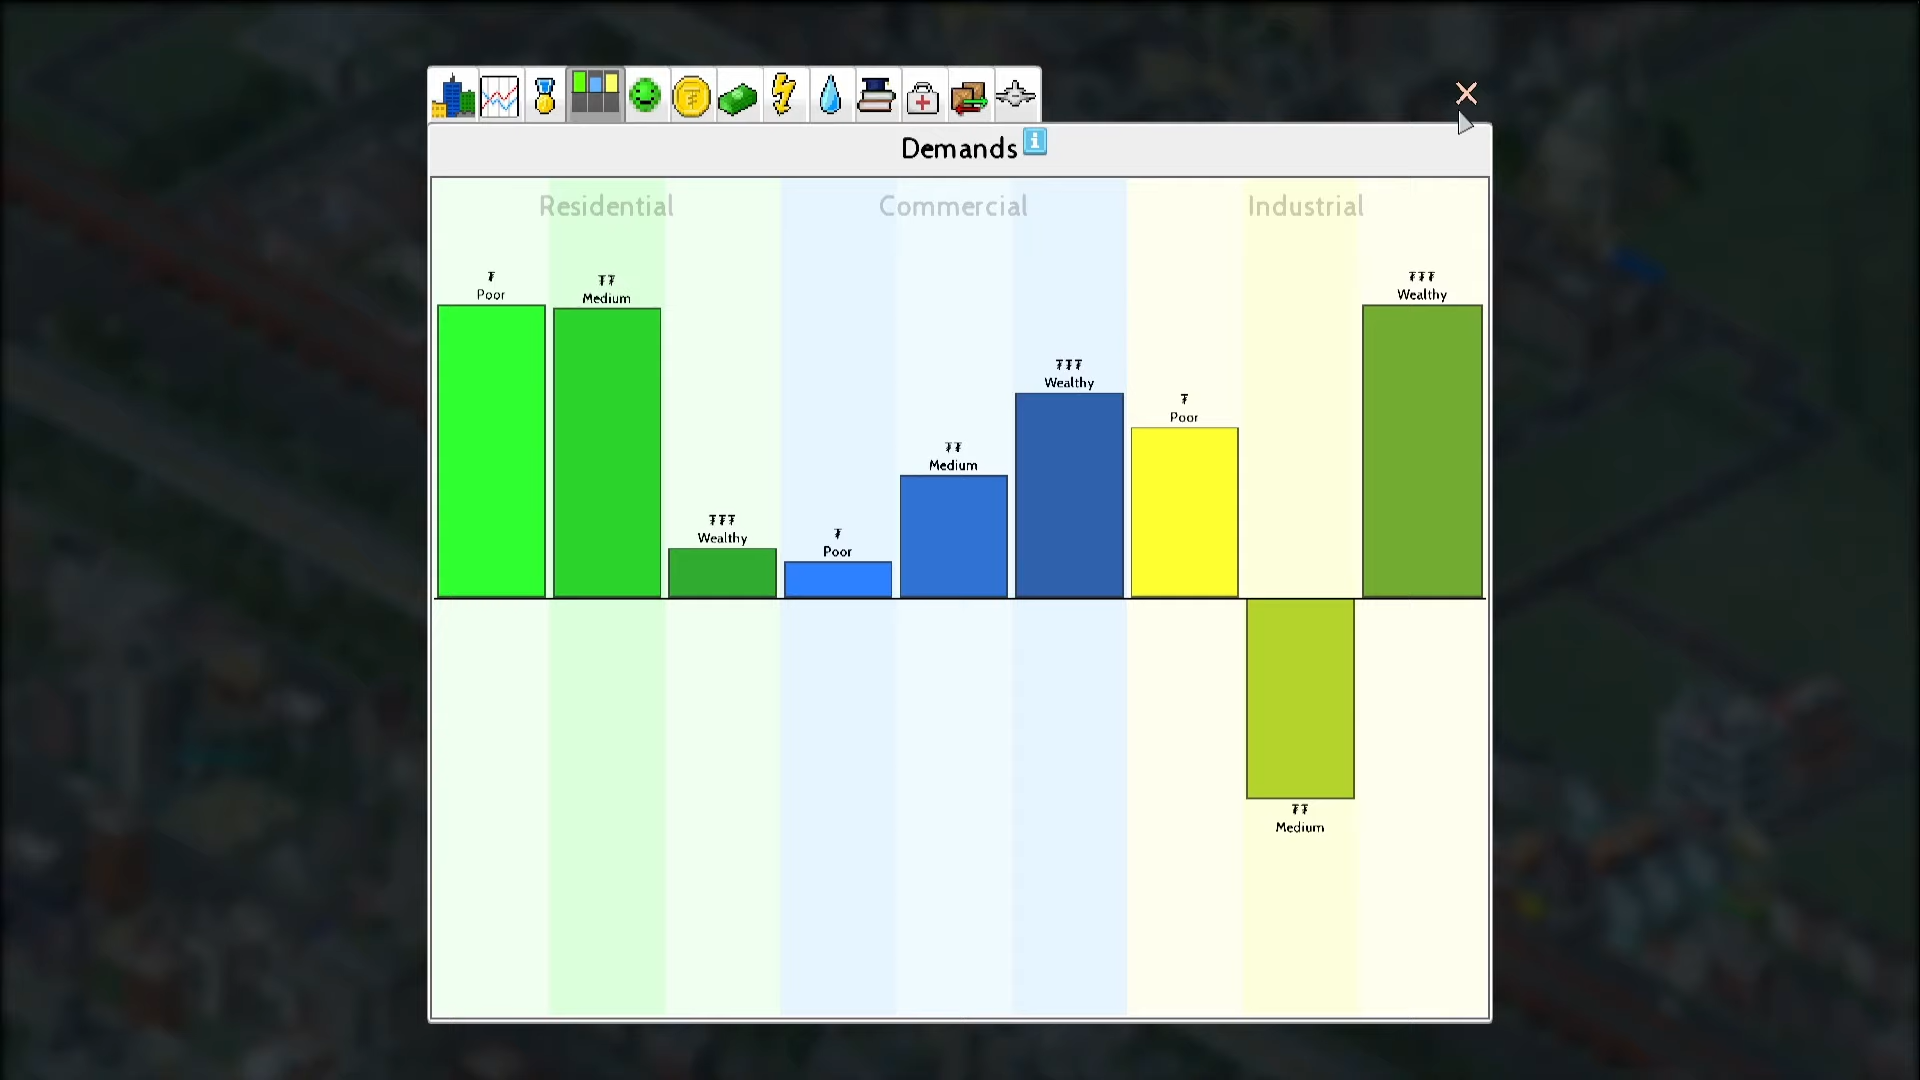 Demands
Residential
Commercial
Industrial
₮
Poor
₮₮
Medium
₮₮₮
Wealthy
₮
Poor
₮₮
Medium
₮₮₮
Wealthy
₮
Poor
₮₮
Medium
₮₮₮
Wealthy